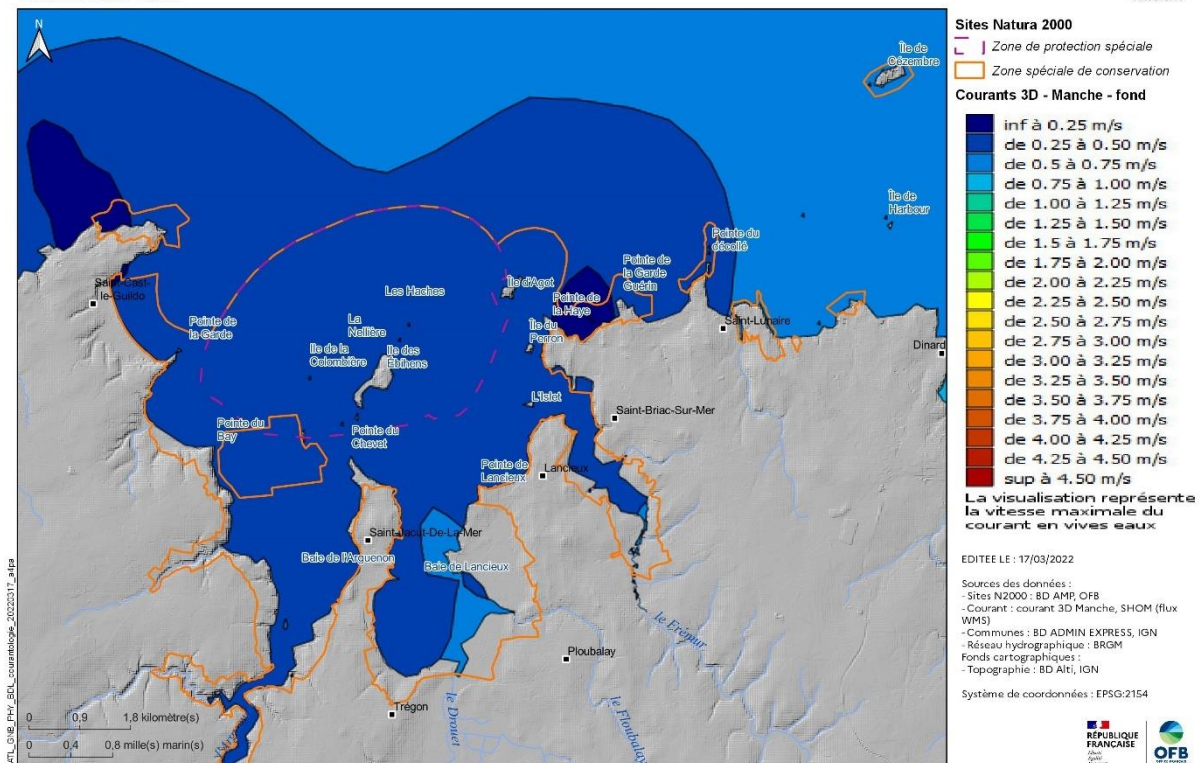 N
Île de
Cézembre
Île de
Harbour
Pointe du
décollé
Pointe de
la Garde
Guérin
Île d'Agot
Pointe de
la Haye
Les Haches
Saint-Cast-
le-Guildo
Pointe de
la Garde
La
Nellière
Île du
Perron
Saint-Lunaire
Dinard
Ile de la
Colombière
Ile des
Ebihens
L'Islet
Saint-Briac-Sur-Mer
Pointe du
Bay
Pointe du
Chevet
Pointe de
Lancieux
Lancieux
Saint-Jacut-De-La-Mer
Baie de l'Arguenon
Baie de Lancieux
le Frémur
Ploubalay
Trégon
le Drouet
le Floubalay
0 0,9 1,8 kilomètre(s)
0 0,4 0,8 mille(s) marin(s)
Sites Natura 2000
Zone de protection spéciale
Zone spéciale de conservation
Courants 3D - Manche - fond
inf à 0.25 m/s
de 0.25 à 0.50 m/s
de 0.5 à 0.75 m/s
de 0.75 à 1.00 m/s
de 1.00 à 1.25 m/s
de 1.25 à 1.50 m/s
de 1.5 à 1.75 m/s
de 1.75 à 2.00 m/s
de 2.00 à 2.25 m/s
de 2.25 à 2.50 m/s
de 2.50 à 2.75 m/s
de 2.75 à 3.00 m/s
de 3.00 à 3.25 m/s
de 3.25 à 3.50 m/s
de 3.50 à 3.75 m/s
de 3.75 à 4.00 m/s
de 4.00 à 4.25 m/s
de 4.25 à 4.50 m/s
sup à 4.50 m/s
La visualisation représente
la vitesse maximale du
courant en vives eaux
EDITEE LE : 17/03/2022
Sources des données :
- Sites N2000 : BD AMP, OFB
- Courant : courant 3D Manche, SHOM (flux
WMS)
- Communes : BD ADMIN EXPRESS, IGN
- Réseau hydrographique : BRGM
Fonds cartographiques :
- Topographie : BD Alti, IGN
Système de coordonnées : EPSG:2154
RÉPUBLIQUE
FRANÇAISE
OFB
ATL_GNB_PHY_BDL_courantologie_20220317_a4pa